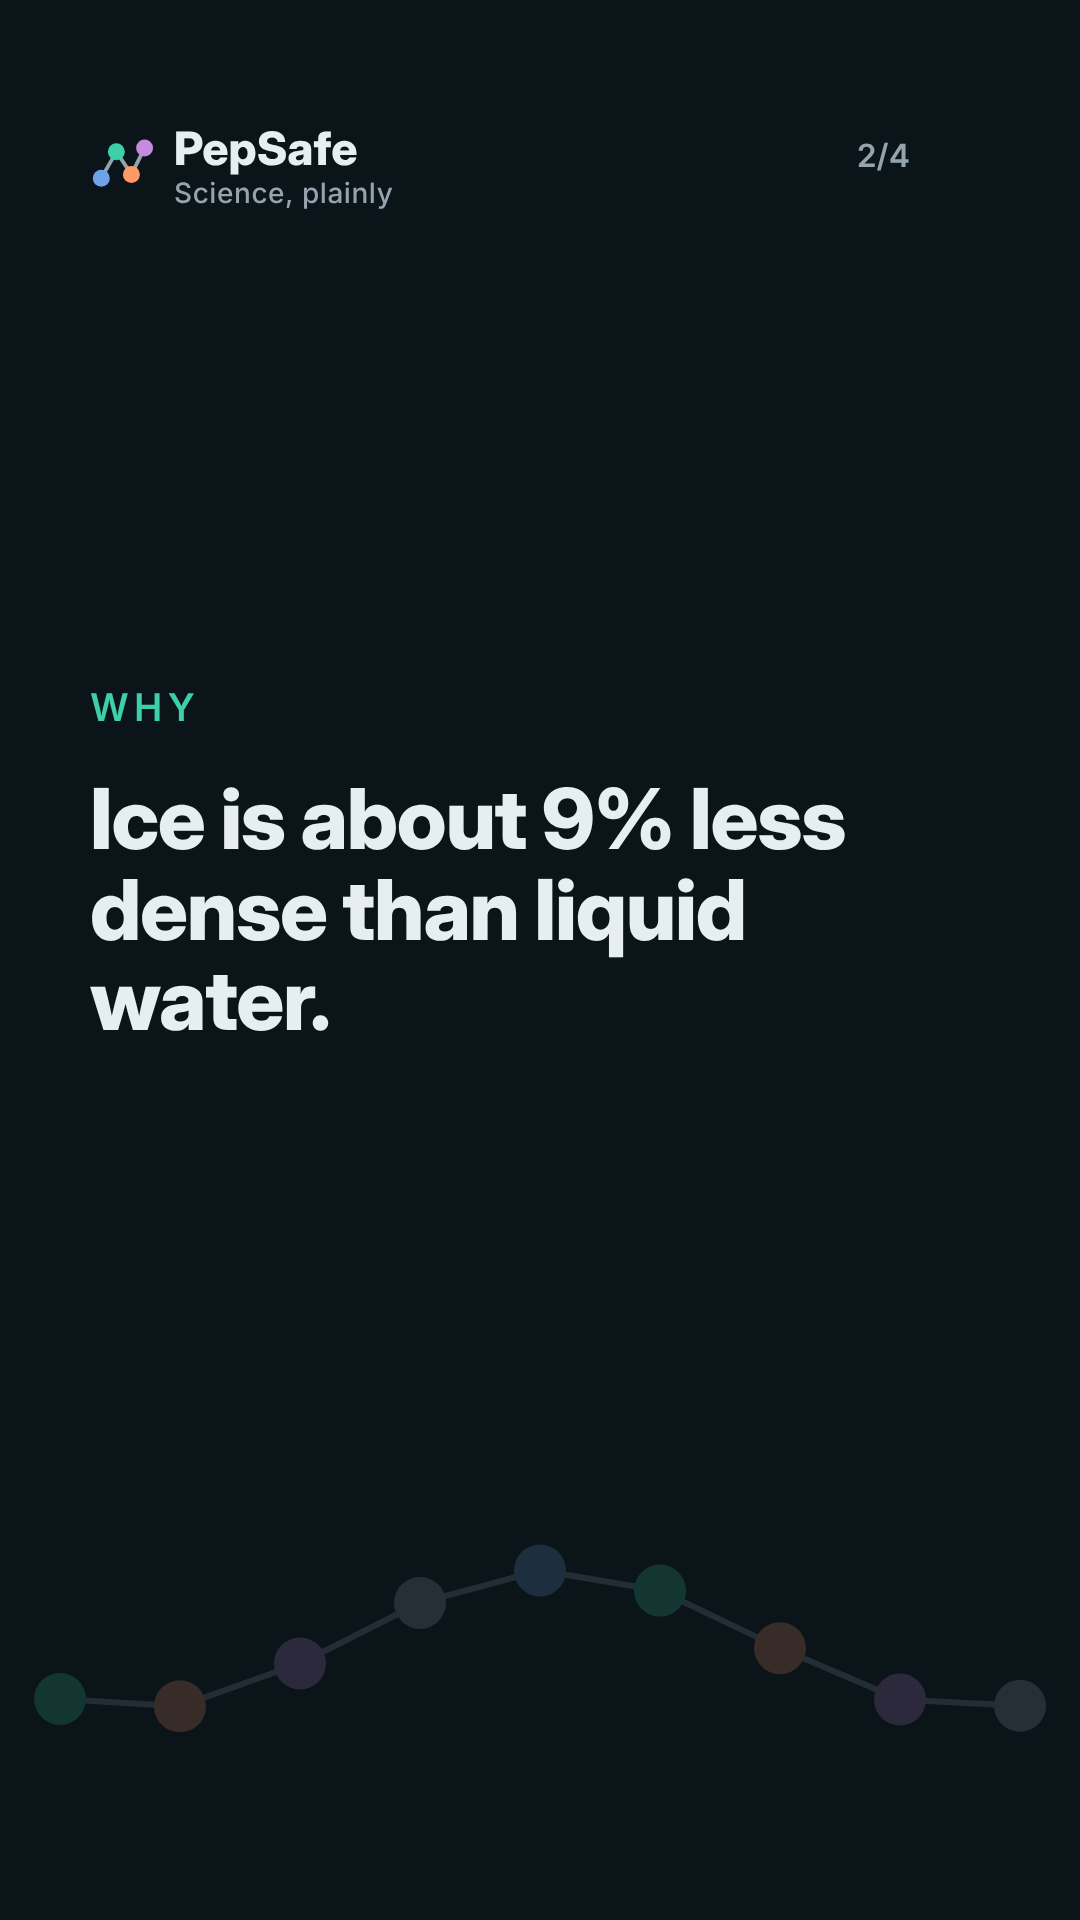 PepSafe
Science, plainly
2/4
WHY
Ice is about 9% less
dense than liquid
water.